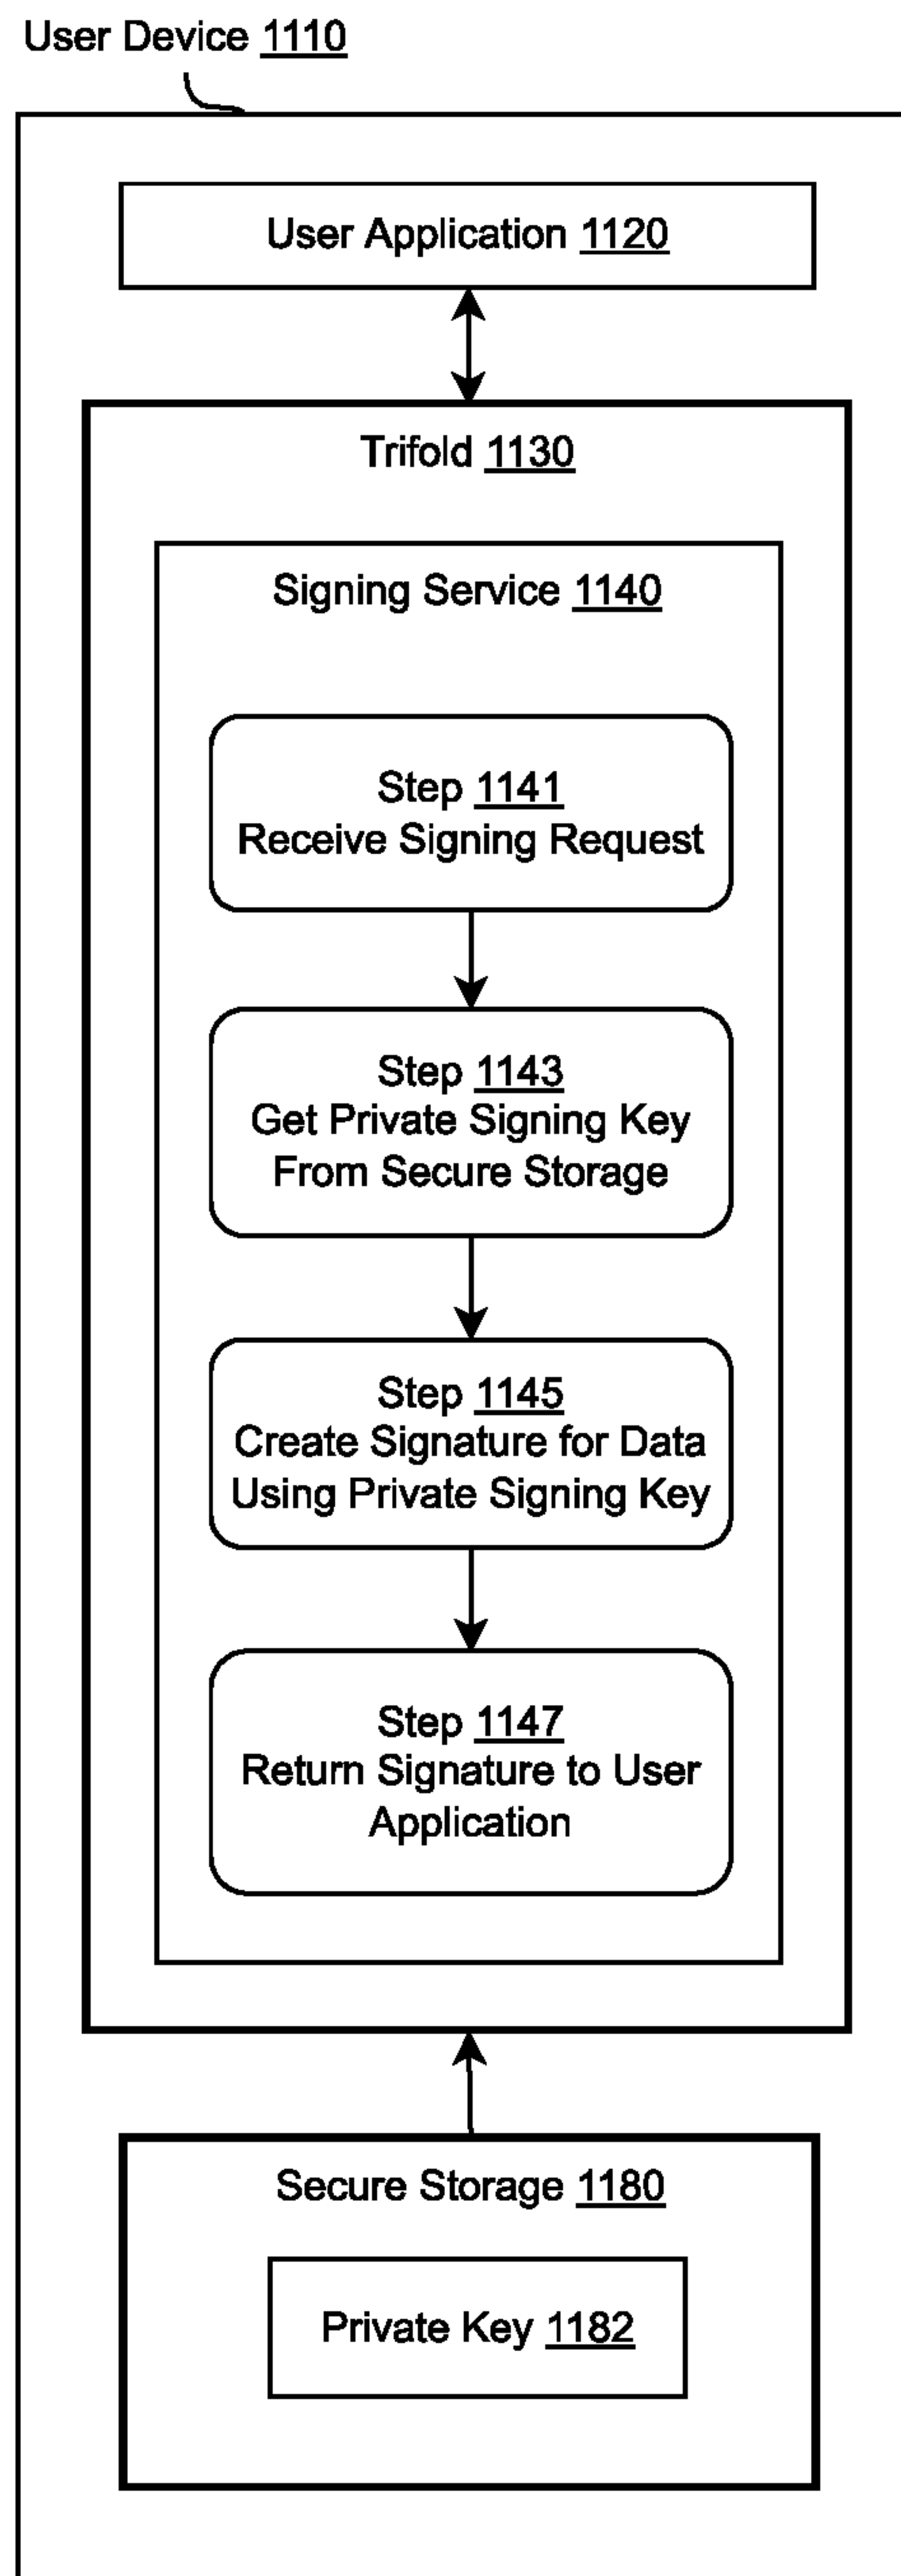 User Device 1110
User Application 1120
Trifold 1130
Signing Service 1140
Step 1141
Receive Signing Request
Step 1143
Get Private Signing Key
From Secure Storage
Step 1145
Create Signature for Data
Using Private Signing Key
Step 1147
Return Signature to User
Application
Secure Storage 1180
Private Key 1182